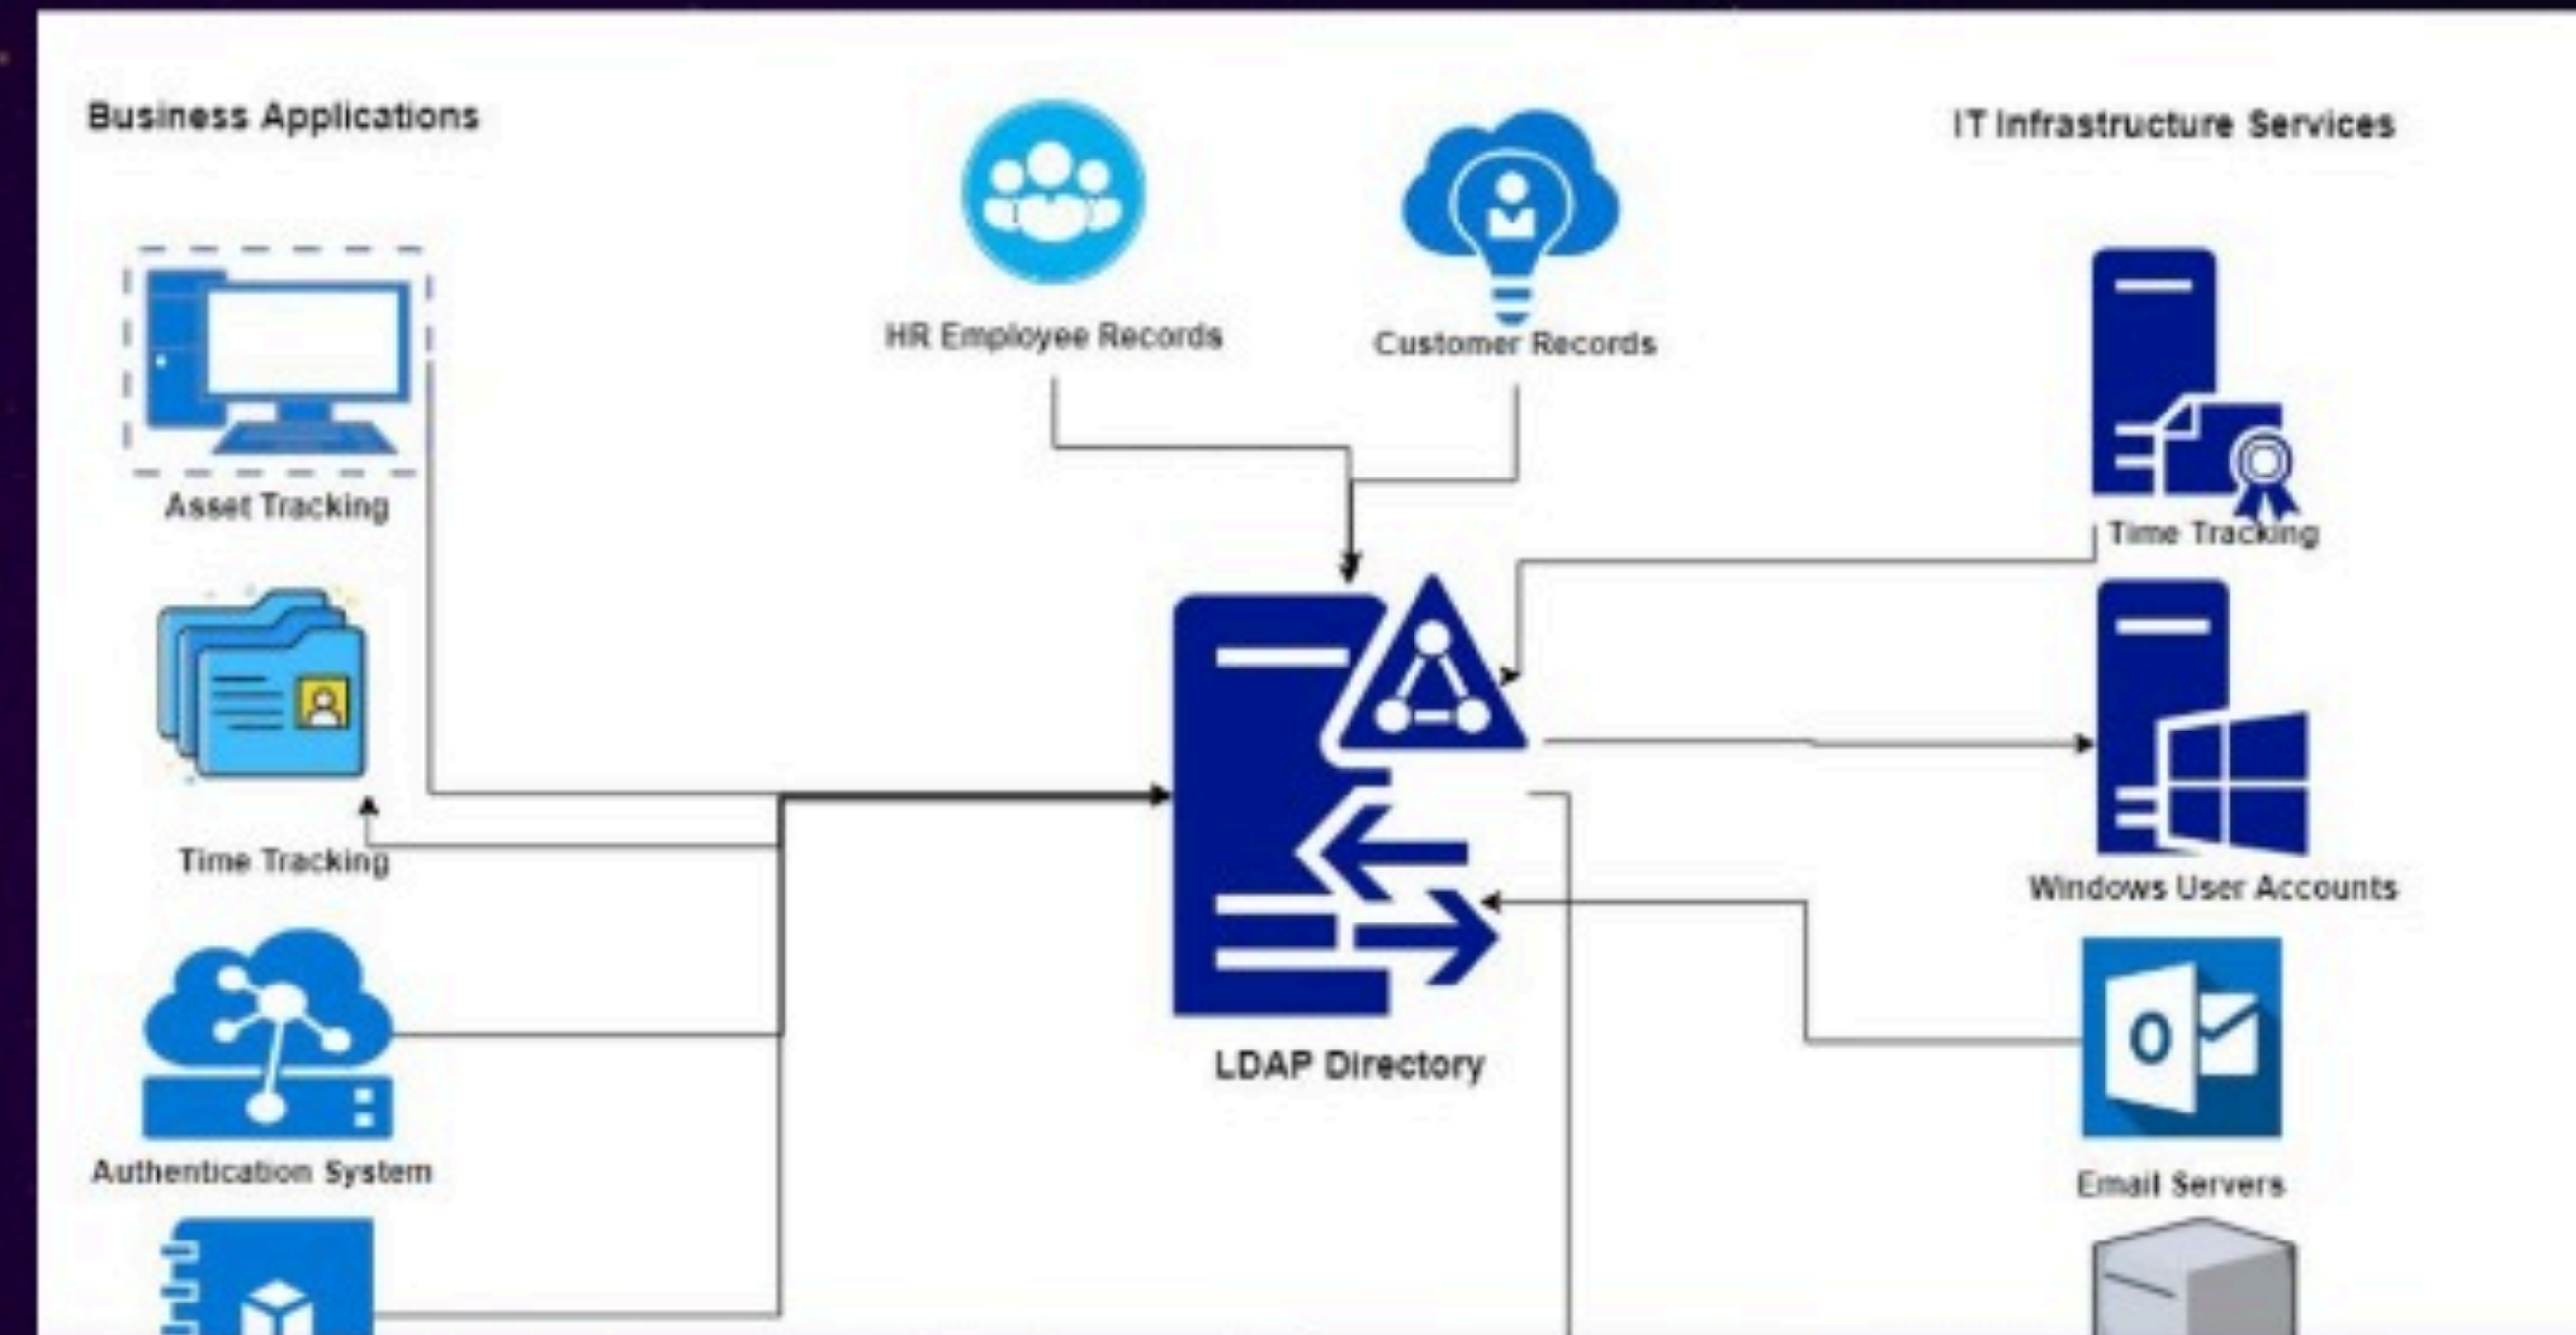 Business Applications
IT Infrastructure Services
HR Employee Records
Customer Records
Asset Tracking
Time Tracking
Time Tracking
Windows User Accounts
LDAP Directory
Authentication System
Email Servers